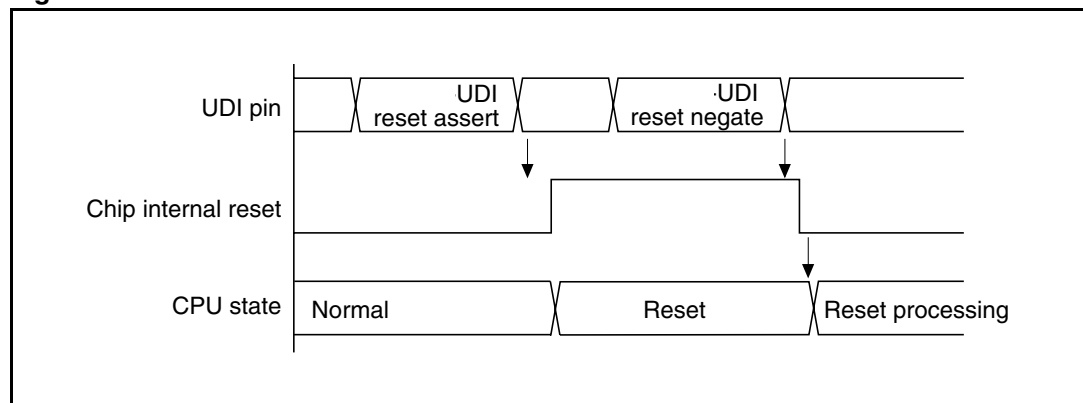 UDI pin
UDI
reset assert
UDI
reset negate
Chip internal reset
CPU state
Normal
Reset
Reset processing